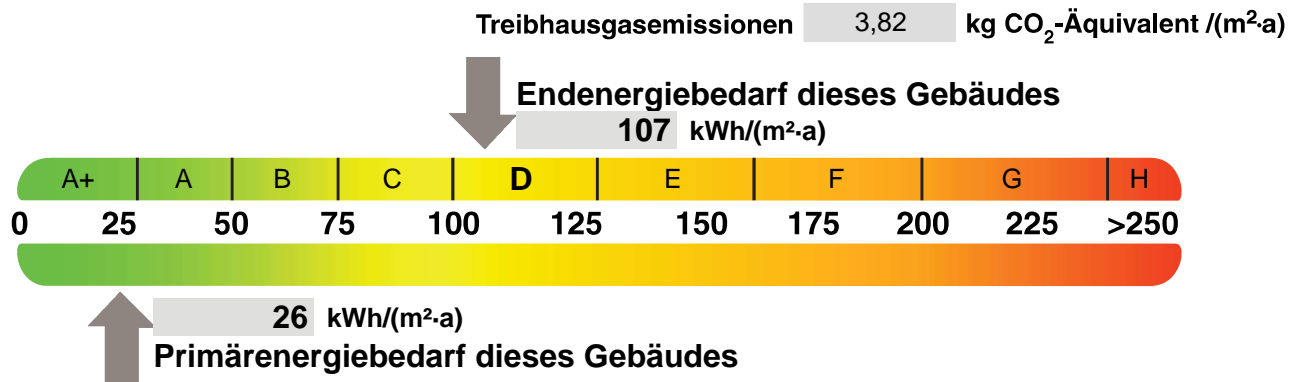 Treibhausgasemissionen 3,82 kg CO₂-Äquivalent /(m²·a)
Endenergiebedarf dieses Gebäudes
107 kWh/(m²·a)
A+ A B C D E F G H
0 25 50 75 100 125 150 175 200 225 >250
26 kWh/(m²·a)
Primärenergiebedarf dieses Gebäudes